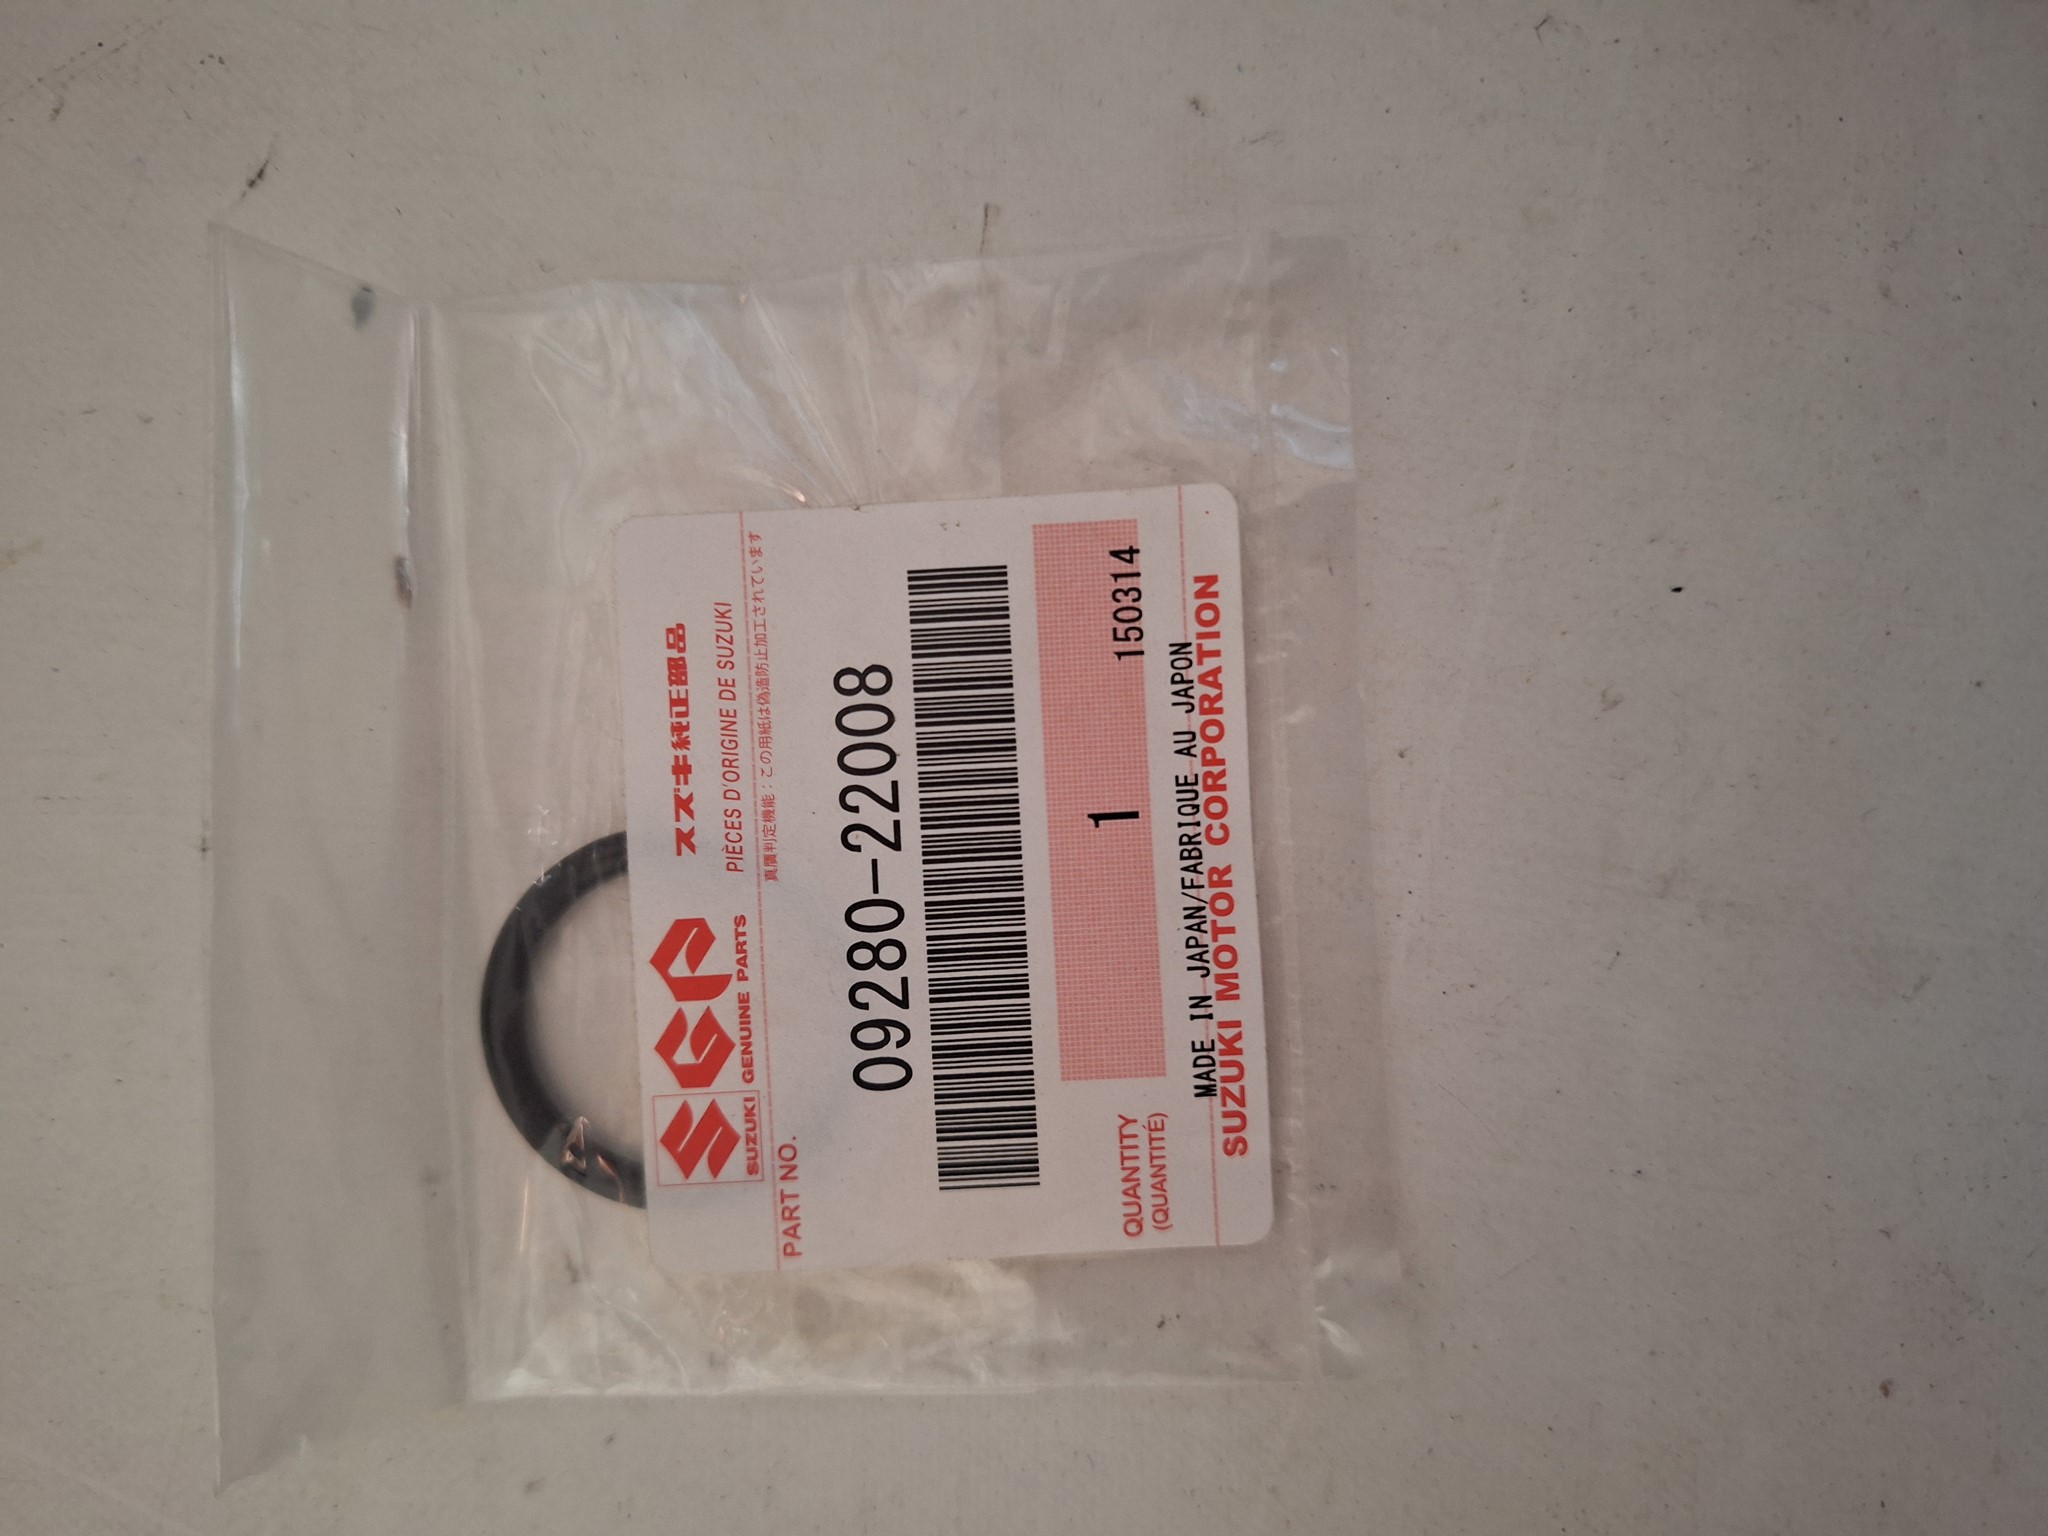 SUZUKI
SGP
SUZUKI GENUINE PARTS
スズキ純正部品
PIÈCES D'ORIGINE DE SUZUKI
真贋判定機能：この用紙は偽造防止加工されています
PART NO.
09280-22008
QUANTITY
(QUANTITÉ)
1
150314
MADE IN JAPAN/FABRIQUE AU JAPON
SUZUKI MOTOR CORPORATION